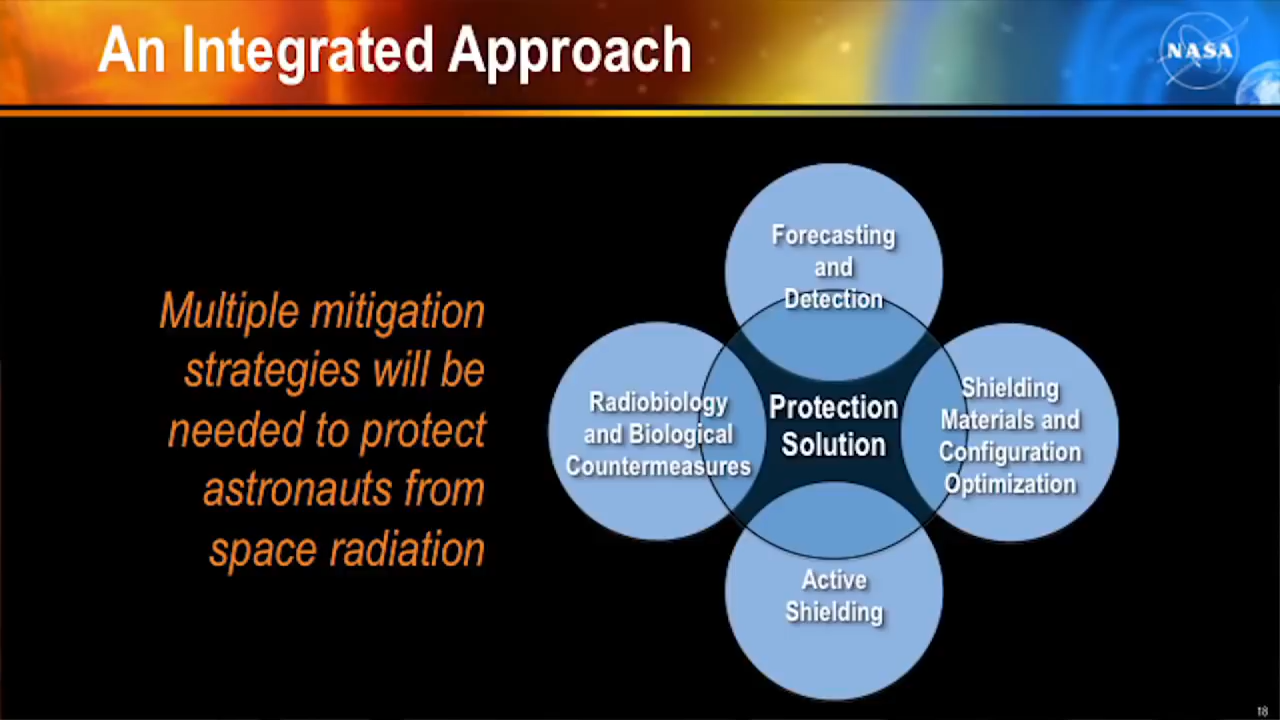 An Integrated Approach
NASA
Multiple mitigation
strategies will be
needed to protect
astronauts from
space radiation
Forecasting
and
Detection
Radiobiology
and Biological
Countermeasures
Protection
Solution
Shielding
Materials and
Configuration
Optimization
Active
Shielding
18